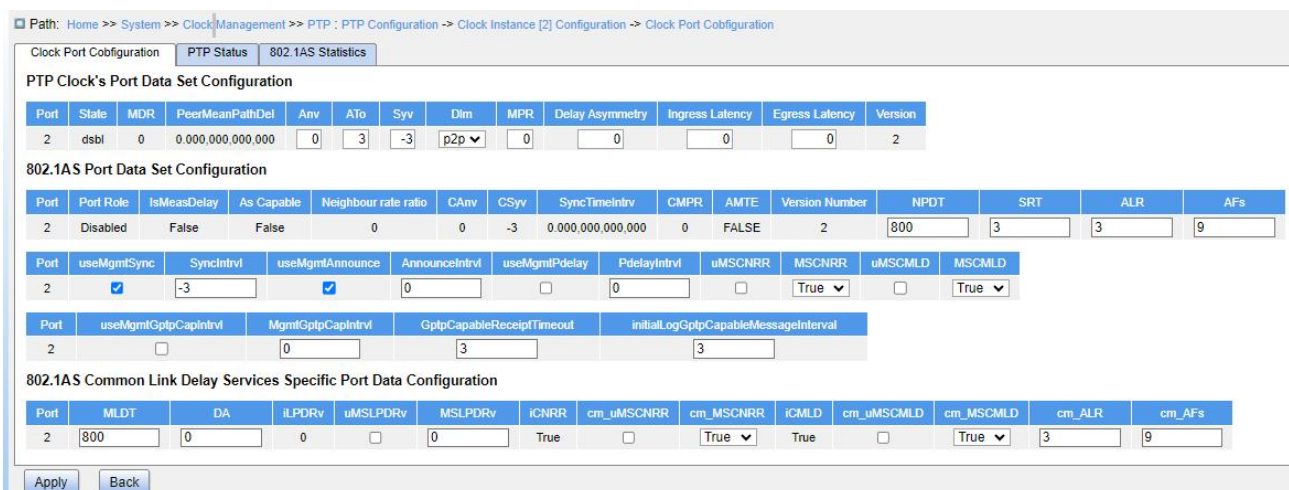 Path: Home >> System >> Clock Management >> PTP : PTP Configuration -> Clock Instance [2] Configuration -> Clock Port Cobfiguration
Clock Port Cobfiguration PTP Status 802.1AS Statistics
PTP Clock's Port Data Set Configuration
Port State MDR PeerMeanPathDel Anv ATo Syv Dlm MPR Delay Asymmetry Ingress Latency Egress Latency Version
2 dsbl 0 0.000,000,000,000 0 3 -3 p2p 0 0 0 0 2
802.1AS Port Data Set Configuration
Port Port Role IsMeasDelay As Capable Neighbour rate ratio CAnv CSyv SyncTimeIntrv CMPR AMTE Version Number NPDT SRT ALR AFs
2 Disabled False False 0 0 -3 0.000,000,000,000 0 FALSE 2 800 3 3 9
Port useMgmtSync SyncIntrvl useMgmtAnnounce AnnounceIntrvl useMgmtPdelay PdelayIntrvl uMSCNRR MSCNRR uMSCMLD MSCMLD
2 -3 0 0 True True
Port useMgmtGptpCapIntrvl MgmtGptpCapIntrvl GptpCapableReceiptTimeout initialLogGptpCapableMessageInterval
2 0 3 3
802.1AS Common Link Delay Services Specific Port Data Configuration
Port MLDT DA iLPDRv uMSLPDRv MSLPDRv iCNRR cm_uMSCNRR cm_MSCNRR iCMLD cm_uMSCMLD cm_MSCMLD cm_ALR cm_AFs
2 800 0 0 0 True True True True 3 9
Apply Back